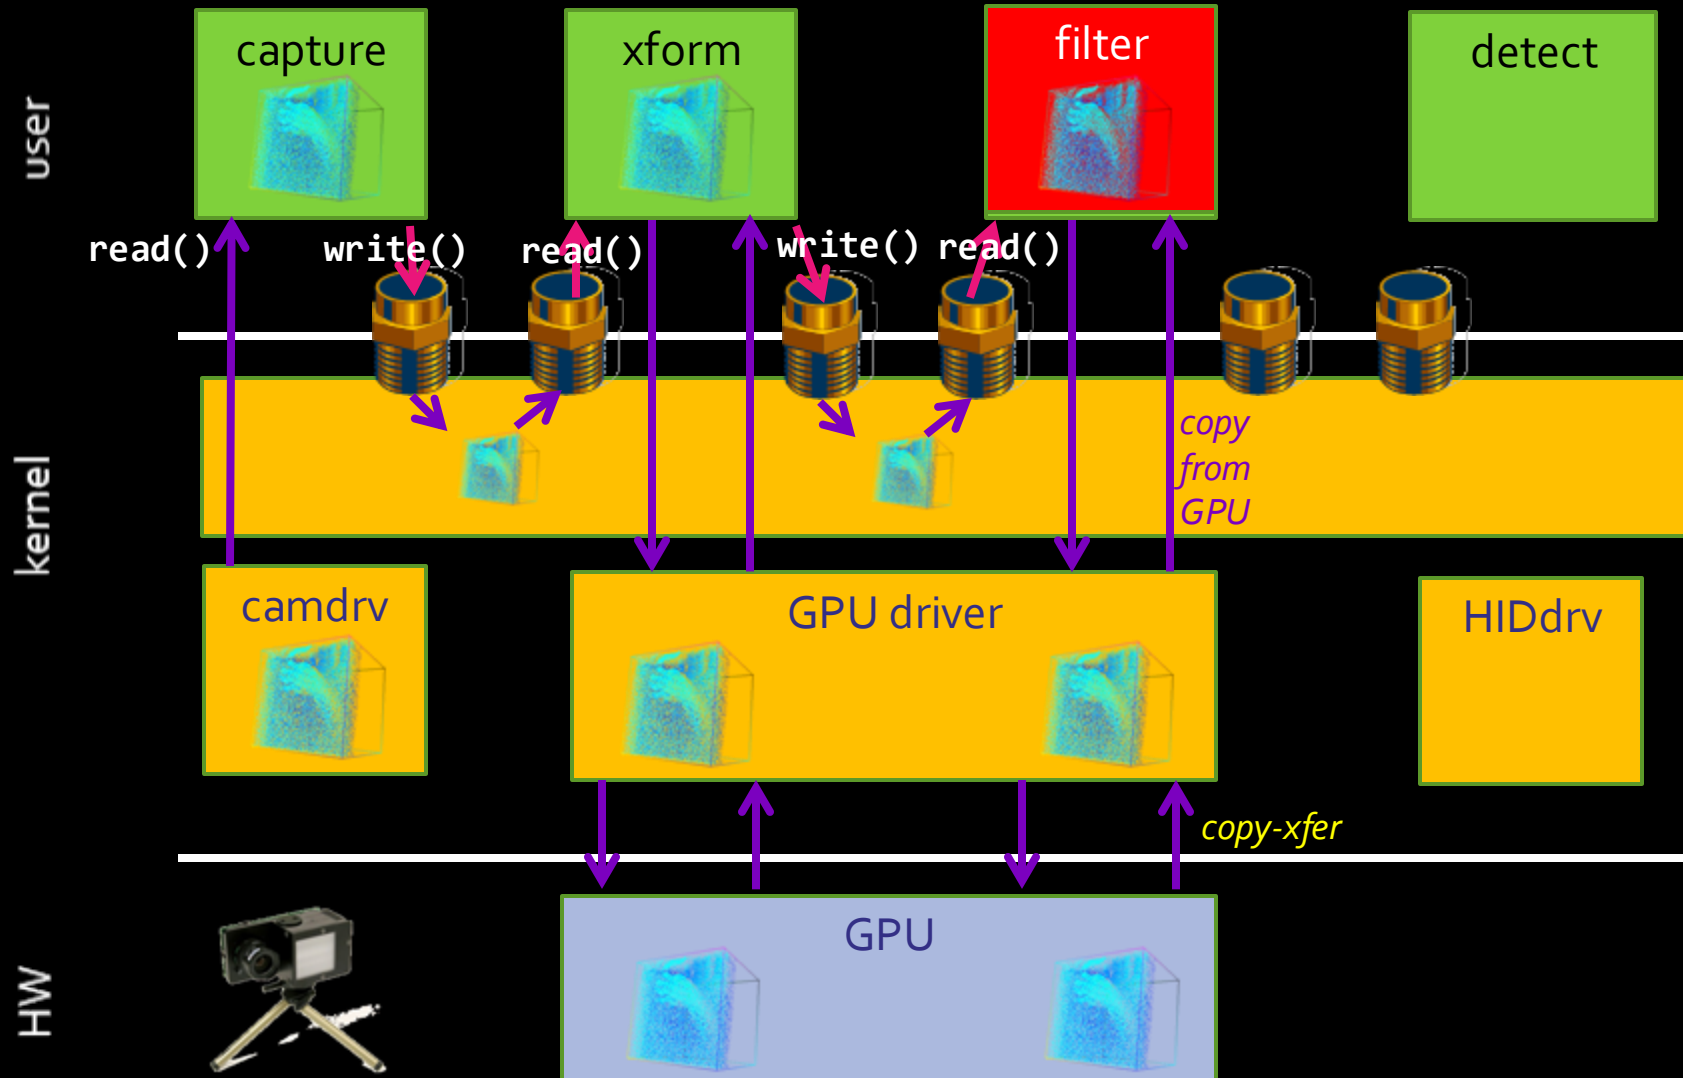 user
capture
xform
filter
detect
read()
write()
read()
write()
read()
kernel
copy
from
GPU
camdrv
GPU driver
HIDdrv
copy-xfer
HW
GPU